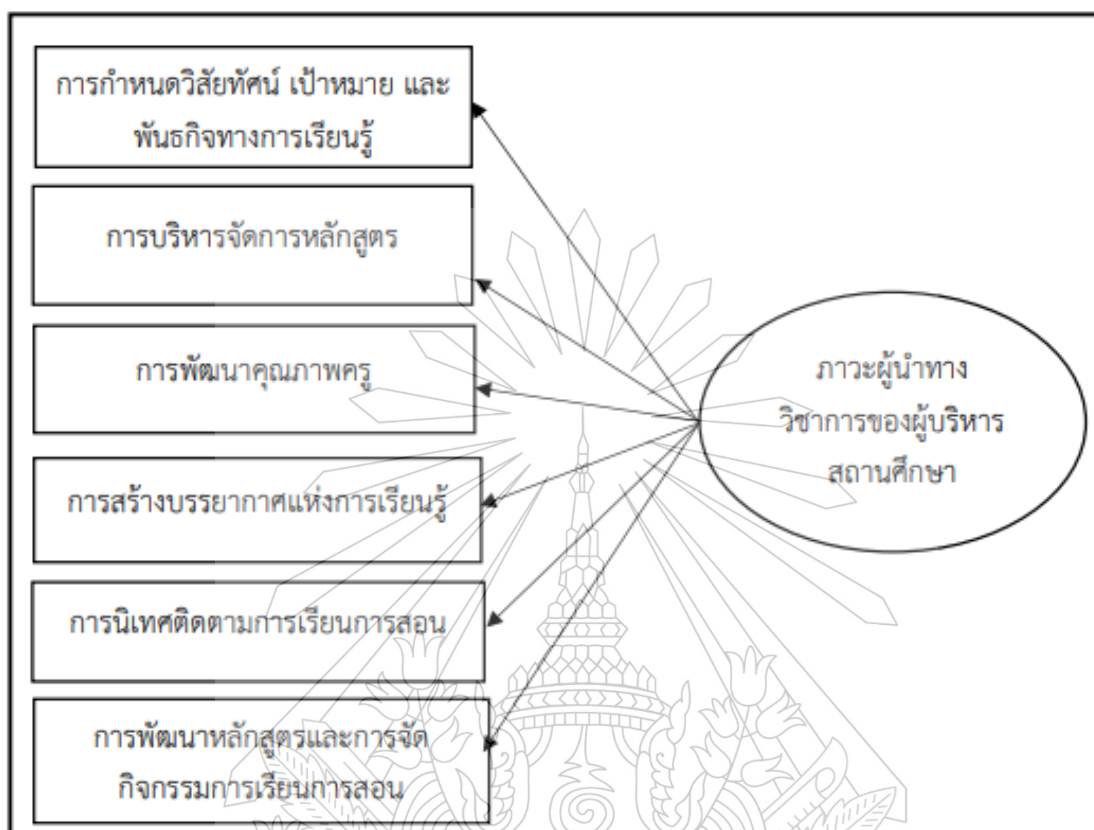 การกำหนดวิสัยทัศน์ เป้าหมาย และ
พันธกิจทางการเรียนรู้
การบริหารจัดการหลักสูตร
การพัฒนาคุณภาพครู
การสร้างบรรยากาศแห่งการเรียนรู้
การนิเทศติดตามการเรียนการสอน
การพัฒนาหลักสูตรและการจัด
กิจกรรมการเรียนการสอน
ภาวะผู้นำทาง
วิชาการของผู้บริหาร
สถานศึกษา